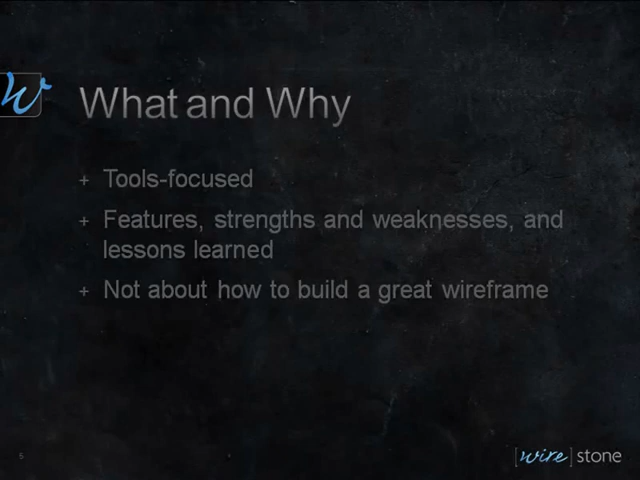 W
What and Why
+ Tools-focused
+ Features, strengths and weaknesses, and
lessons learned
+ Not about how to build a great wireframe
5
[wire] stone